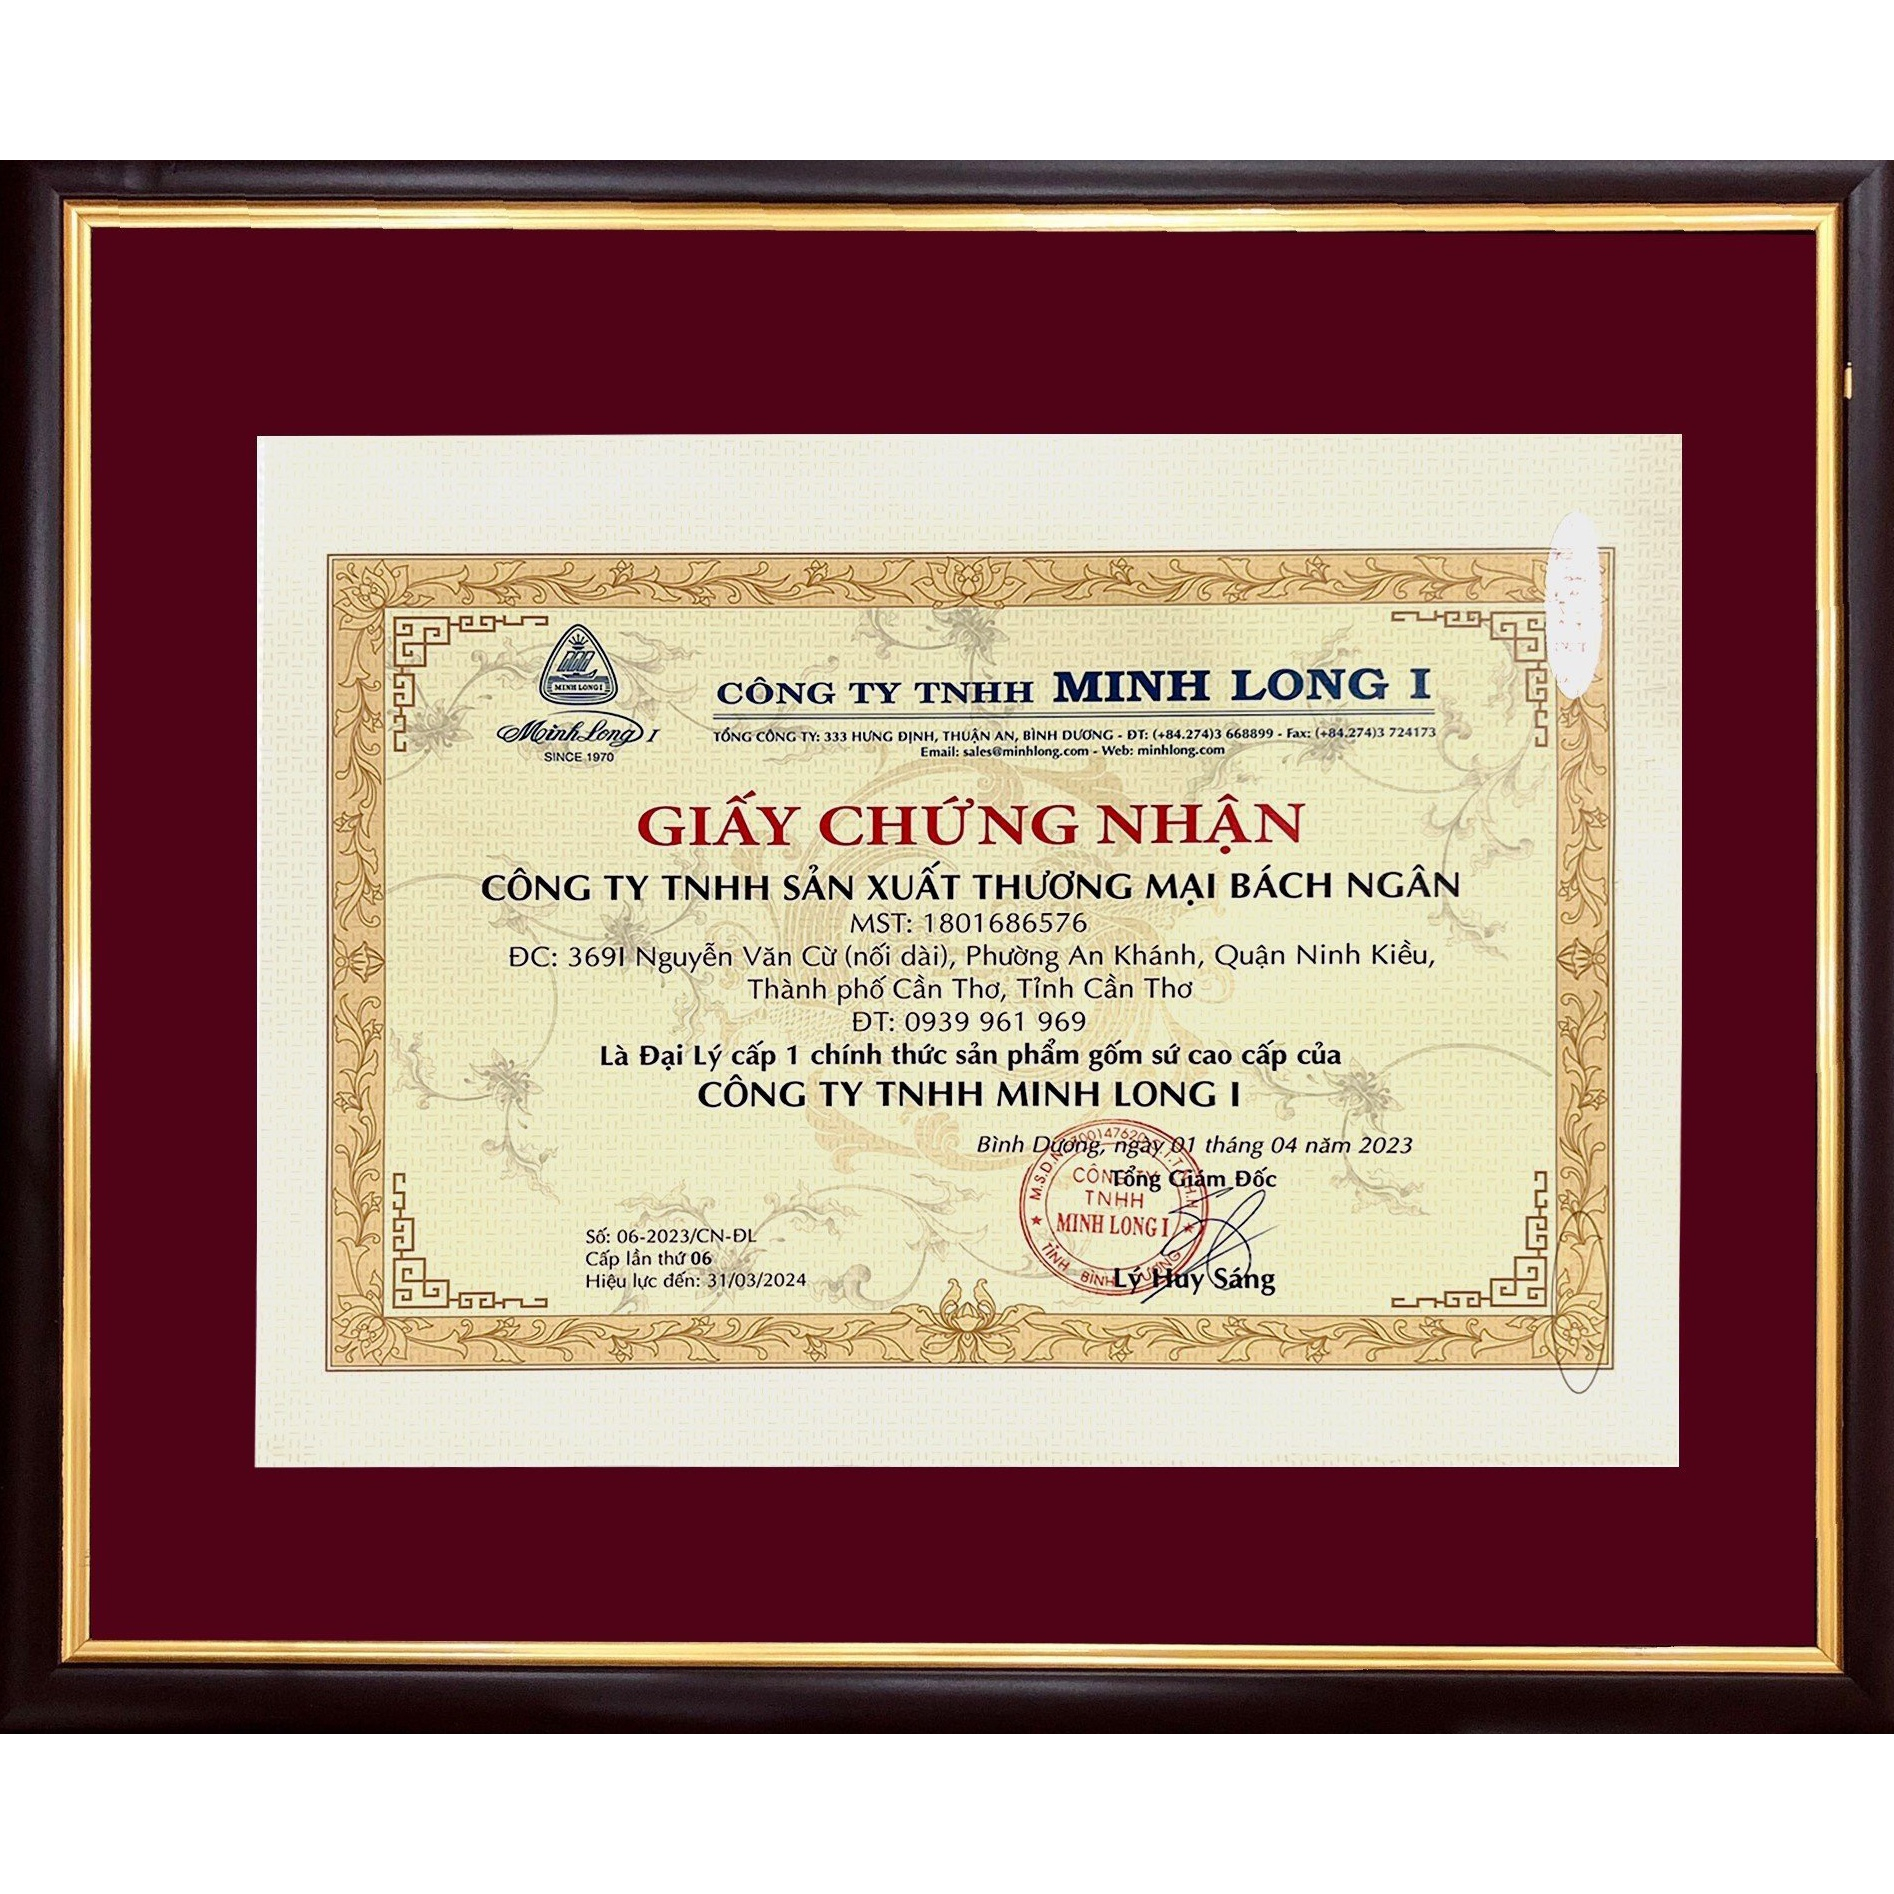 MINH LONG I
Minh Long I
SINCE 1970
CÔNG TY TNHH MINH LONG I
TỔNG CÔNG TY: 333 HƯNG ĐỊNH, THUẬN AN, BÌNH DƯƠNG - ĐT: (+84.274)3 668899 - Fax: (+84.274)3 724173
Email: sales@minhlong.com - Web: minhlong.com
GIẤY CHỨNG NHẬN
CÔNG TY TNHH SẢN XUẤT THƯƠNG MẠI BÁCH NGÂN
MST: 1801686576
ĐC: 369I Nguyễn Văn Cừ (nối dài), Phường An Khánh, Quận Ninh Kiều,
Thành phố Cần Thơ, Tỉnh Cần Thơ
ĐT: 0939 961 969
Là Đại Lý cấp 1 chính thức sản phẩm gốm sứ cao cấp của
CÔNG TY TNHH MINH LONG I
Bình Dương, ngày 01 tháng 04 năm 2023
Tổng Giám Đốc
CÔNG TY
TNHH
MINH LONG I
TỈNH BÌNH DƯƠNG
Lý Huy Sáng
Số: 06-2023/CN-ĐL
Cấp lần thứ 06
Hiệu lực đến: 31/03/2024